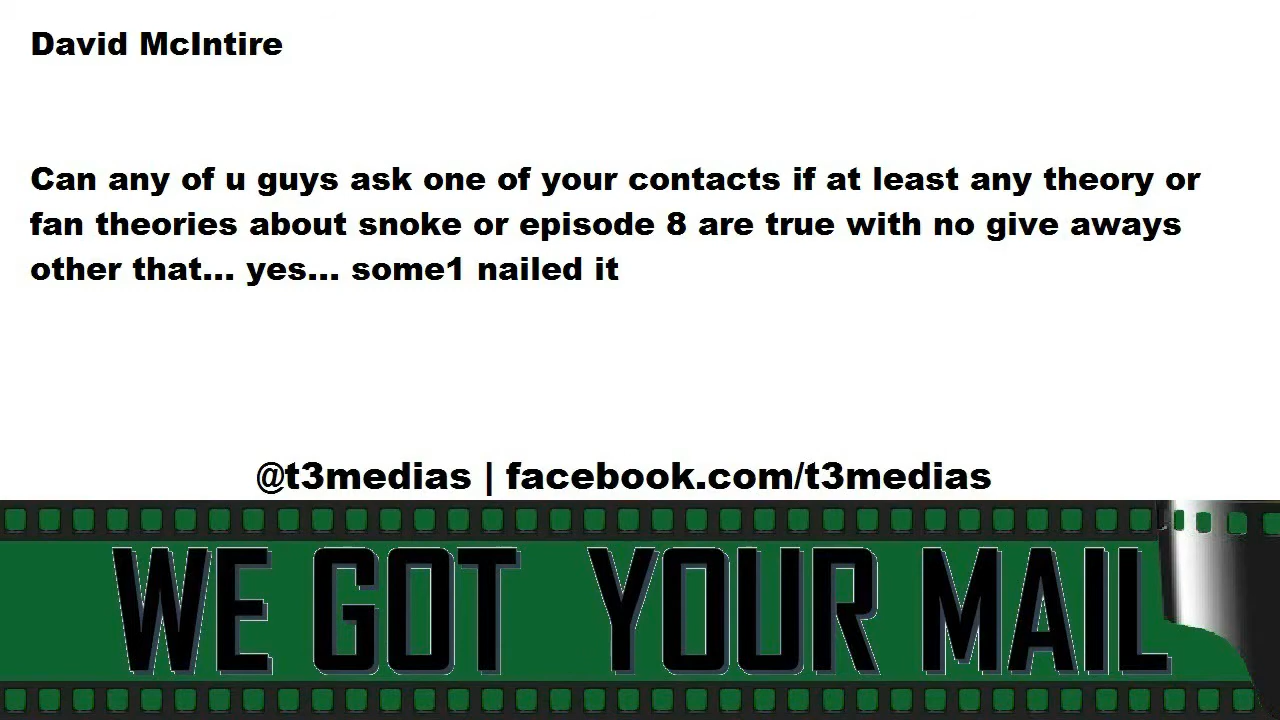 David McIntire
Can any of u guys ask one of your contacts if at least any theory or
fan theories about snoke or episode 8 are true with no give aways
other that... yes... some1 nailed it
@t3medias | facebook.com/t3medias
WE GOT YOUR MAIL